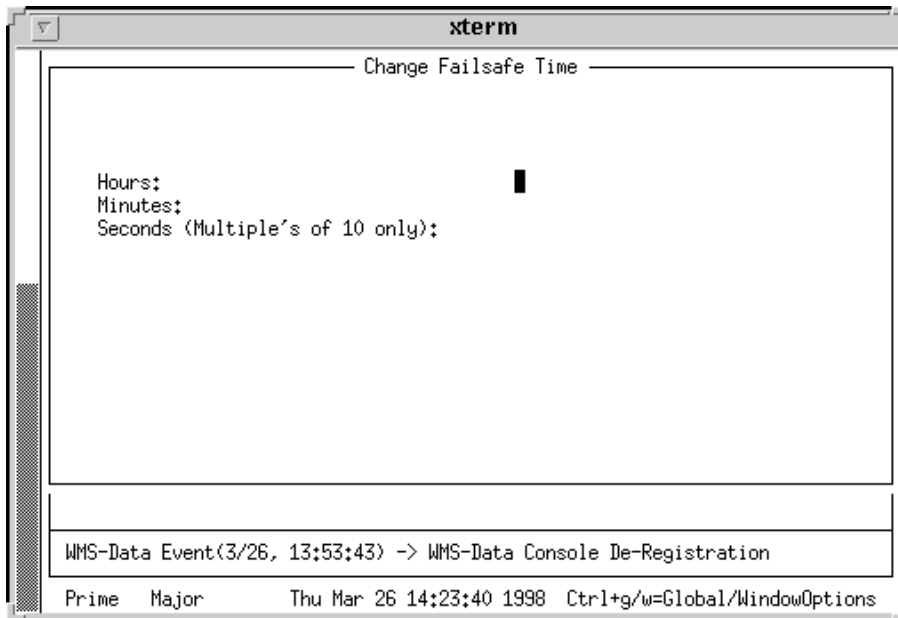 xterm
Change Failsafe Time
Hours:
Minutes:
Seconds (Multiple's of 10 only):
WMS-Data Event(3/26, 13:53:43) -> WMS-Data Console De-Registration
Prime Major Thu Mar 26 14:23:40 1998 Ctrl+g/w=Global/WindowOptions